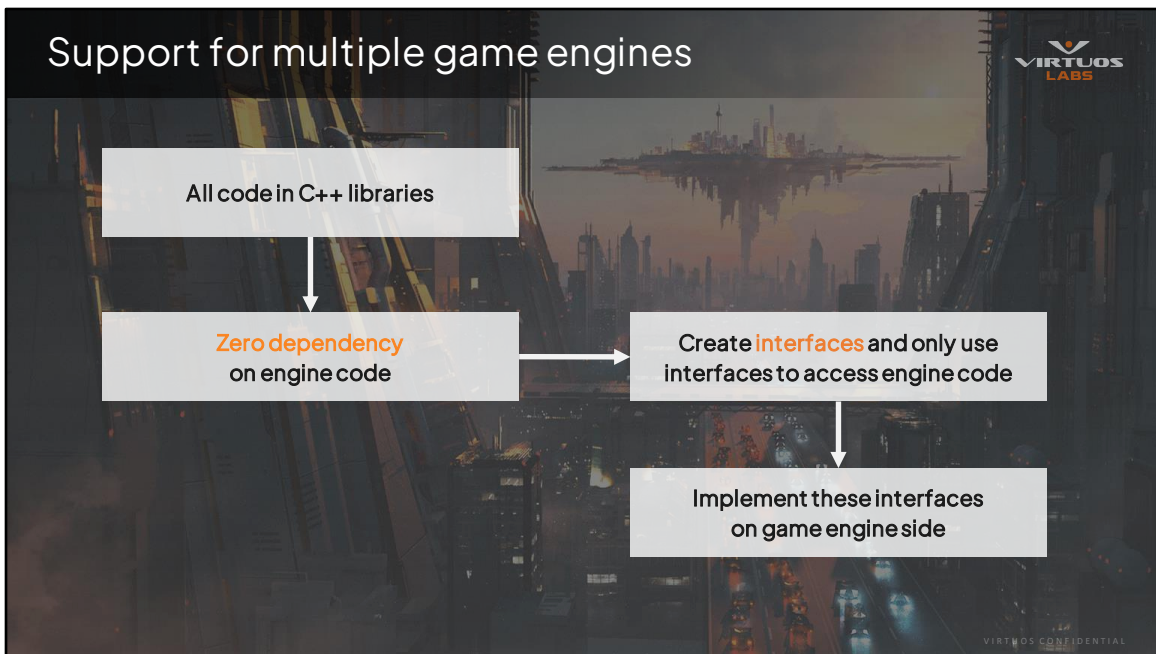 Support for multiple game engines
VIRTUOS
LABS
All code in C++ libraries
Zero dependency
on engine code
Create interfaces and only use
interfaces to access engine code
Implement these interfaces
on game engine side
VIRTUOS CONFIDENTIAL